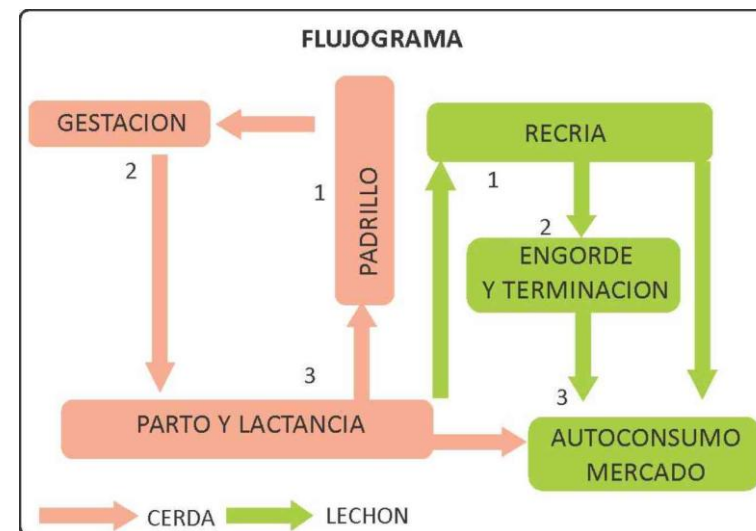 FLUJOGRAMA
GESTACION
2
1
PADRILLO
3
PARTO Y LACTANCIA
RECRIA
1
2
ENGORDE
Y TERMINACION
3
AUTOCONSUMO
MERCADO
CERDA
LECHON